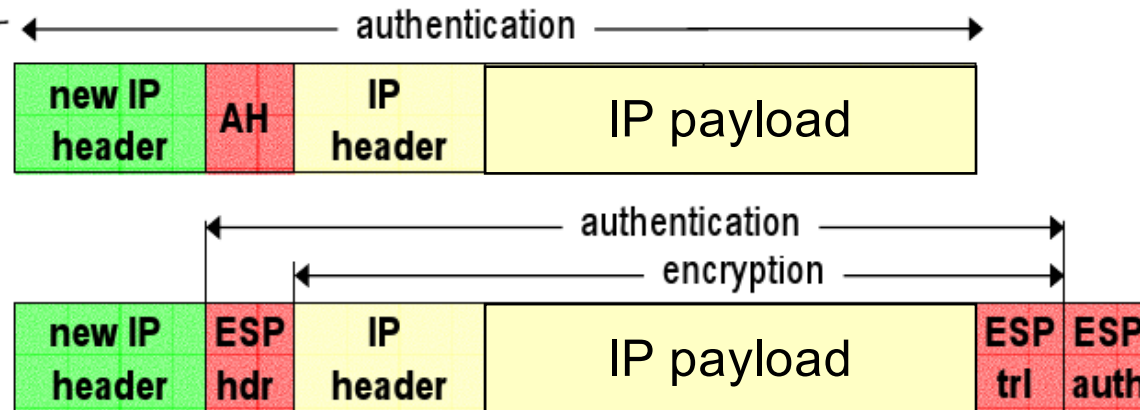 authentication
new IP header
AH
IP header
IP payload
authentication
encryption
new IP header
ESP hdr
IP header
IP payload
ESP trl
ESP auth